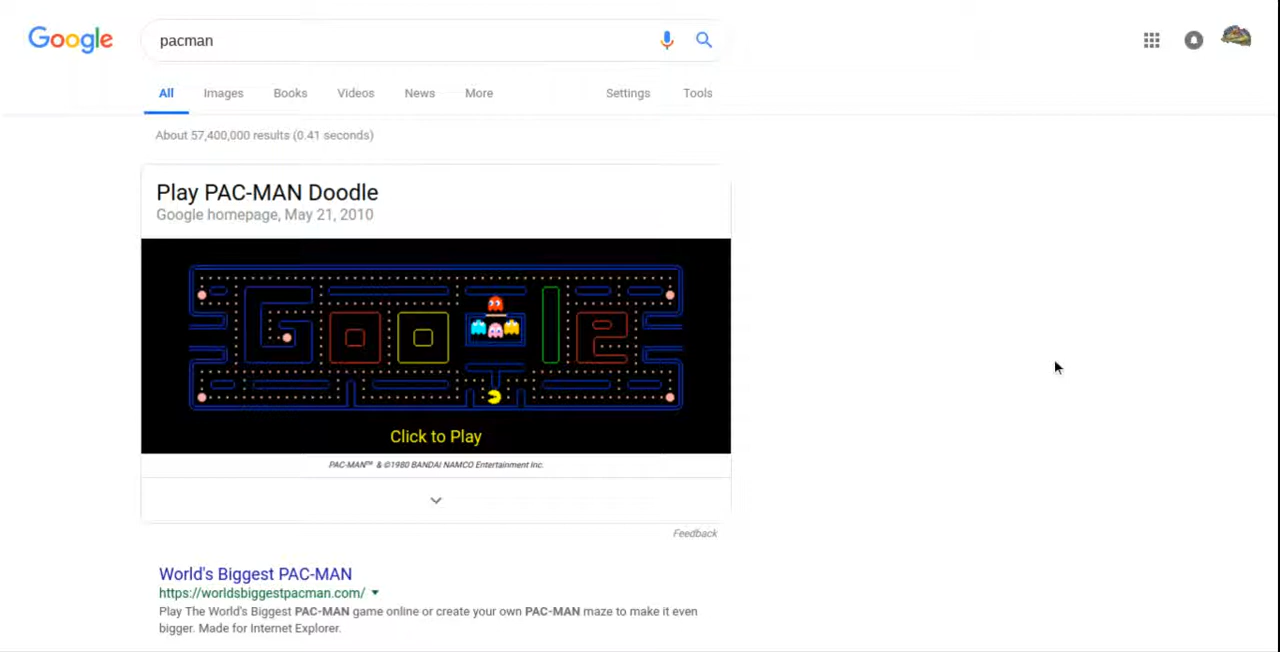 Google
pacman
All Images Books Videos News More Settings Tools
About 57,400,000 results (0.41 seconds)
Play PAC-MAN Doodle
Google homepage, May 21, 2010
Google
Click to Play
PAC-MAN™ & ©1980 BANDAI NAMCO Entertainment Inc.
Feedback
World's Biggest PAC-MAN
https://worldsbiggestpacman.com/
Play The World's Biggest PAC-MAN game online or create your own PAC-MAN maze to make it even
bigger. Made for Internet Explorer.